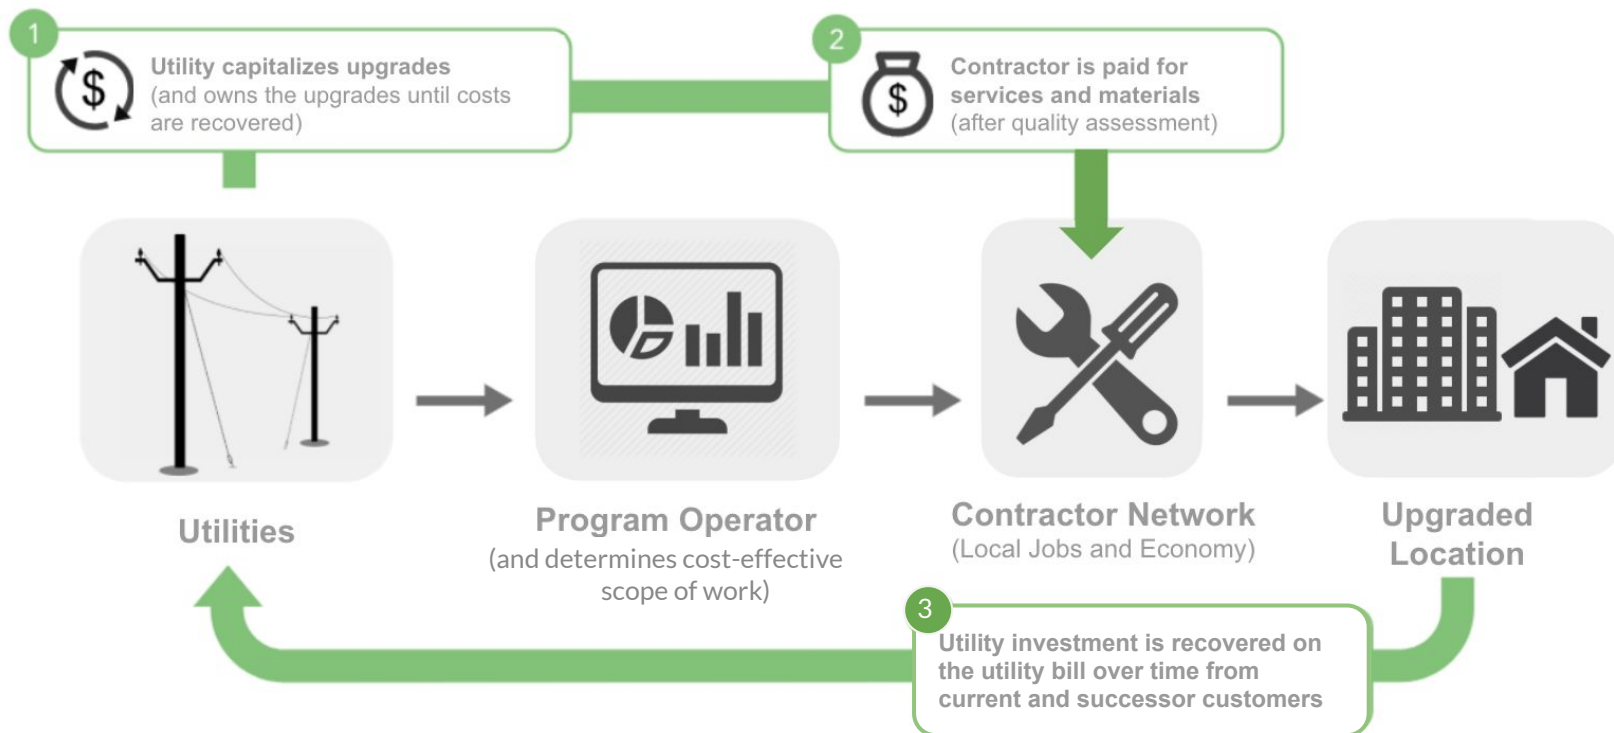 1
$
Utility capitalizes upgrades
(and owns the upgrades until costs
are recovered)
2
$
Contractor is paid for
services and materials
(after quality assessment)
Utilities
Program Operator
(and determines cost-effective
scope of work)
Contractor Network
(Local Jobs and Economy)
Upgraded
Location
3
Utility investment is recovered on
the utility bill over time from
current and successor customers